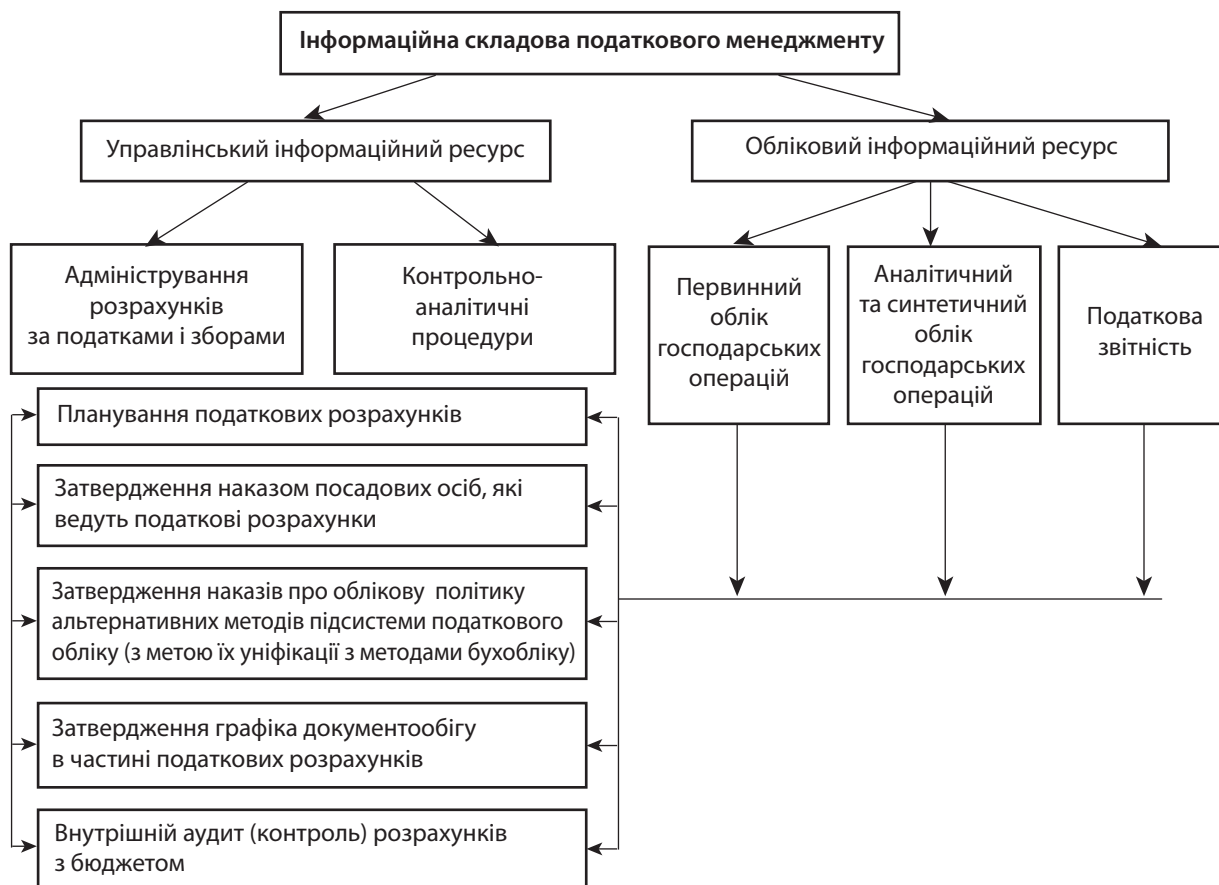 Інформаційна складова податкового менеджменту
Управлінський інформаційний ресурс
Обліковий інформаційний ресурс
Адміністрування
розрахунків
за податками і зборами
Контрольно-
аналітичні
процедури
Первинний
облік
господарських
операцій
Аналітичний
та синтетичний
облік
господарських
операцій
Податкова
звітність
Планування податкових розрахунків
Затвердження наказом посадових осіб, які
ведуть податкові розрахунки
Затвердження наказів про облікову політику
альтернативних методів підсистеми податкового
обліку (з метою їх уніфікації з методами бухобліку)
Затвердження графіка документообігу
в частині податкових розрахунків
Внутрішній аудит (контроль) розрахунків
з бюджетом